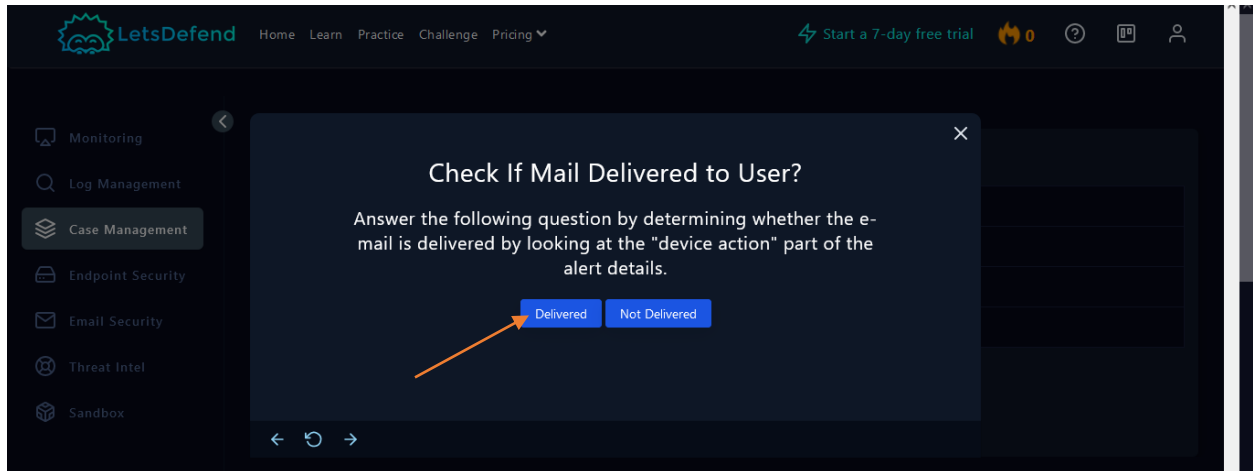 LetsDefend Home Learn Practice Challenge Pricing Start a 7-day free trial 0
Monitoring
Log Management
Case Management
Endpoint Security
Email Security
Threat Intel
Sandbox
Check If Mail Delivered to User?
Answer the following question by determining whether the e-
mail is delivered by looking at the "device action" part of the
alert details.
Delivered Not Delivered